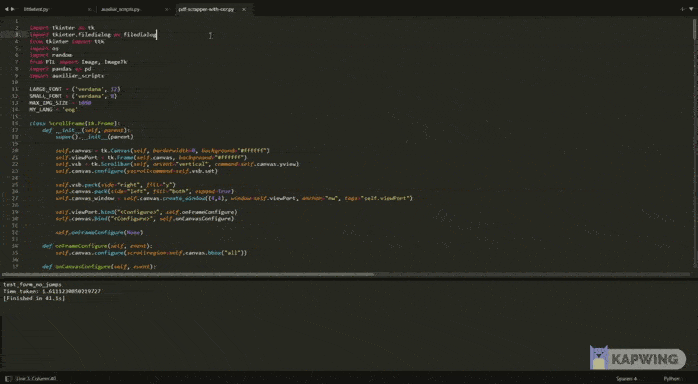 littletest.py auxilier_scripts.py pdf-scrapper-with-ocr.py
import tkinter as tk
import tkinter.filedialog as filedialog
from tkinter import ttk
import os
import random
from PIL import Image, ImageTk
import pandas as pd
import auxilier_scripts
LARGE_FONT = ("verdana", 12)
SMALL_FONT = ("verdana", 8)
MAX_IMG_SIZE = 1000
MY_LANG = 'eng'
class ScrollFrame(tk.Frame):
def __init__(self, parent):
super().__init__(parent)
self.canvas = tk.Canvas(self, borderwidth=0, background="#ffffff")
self.viewPort = tk.Frame(self.canvas, background="#ffffff")
self.vsb = tk.Scrollbar(self, orient="vertical", command=self.canvas.yview)
self.canvas.configure(yscrollcommand=self.vsb.set)
self.vsb.pack(side="right", fill="y")
self.canvas.pack(side="left", fill="both", expand=True)
self.canvas_window = self.canvas.create_window((4,4), window=self.viewPort, anchor="nw", tags="self.viewPort")
self.viewPort.bind("<Configure>", self.onFrameConfigure)
self.canvas.bind("<Configure>", self.onCanvasConfigure)
self.onFrameConfigure(None)
def onFrameConfigure(self, event):
self.canvas.configure(scrollregion=self.canvas.bbox("all"))
def onCanvasConfigure(self, event):
test_form_no_jumps
Time taken:
[Finished in 41.1s]
KAPWING
Line 3, Column
Spaces: 4
Python